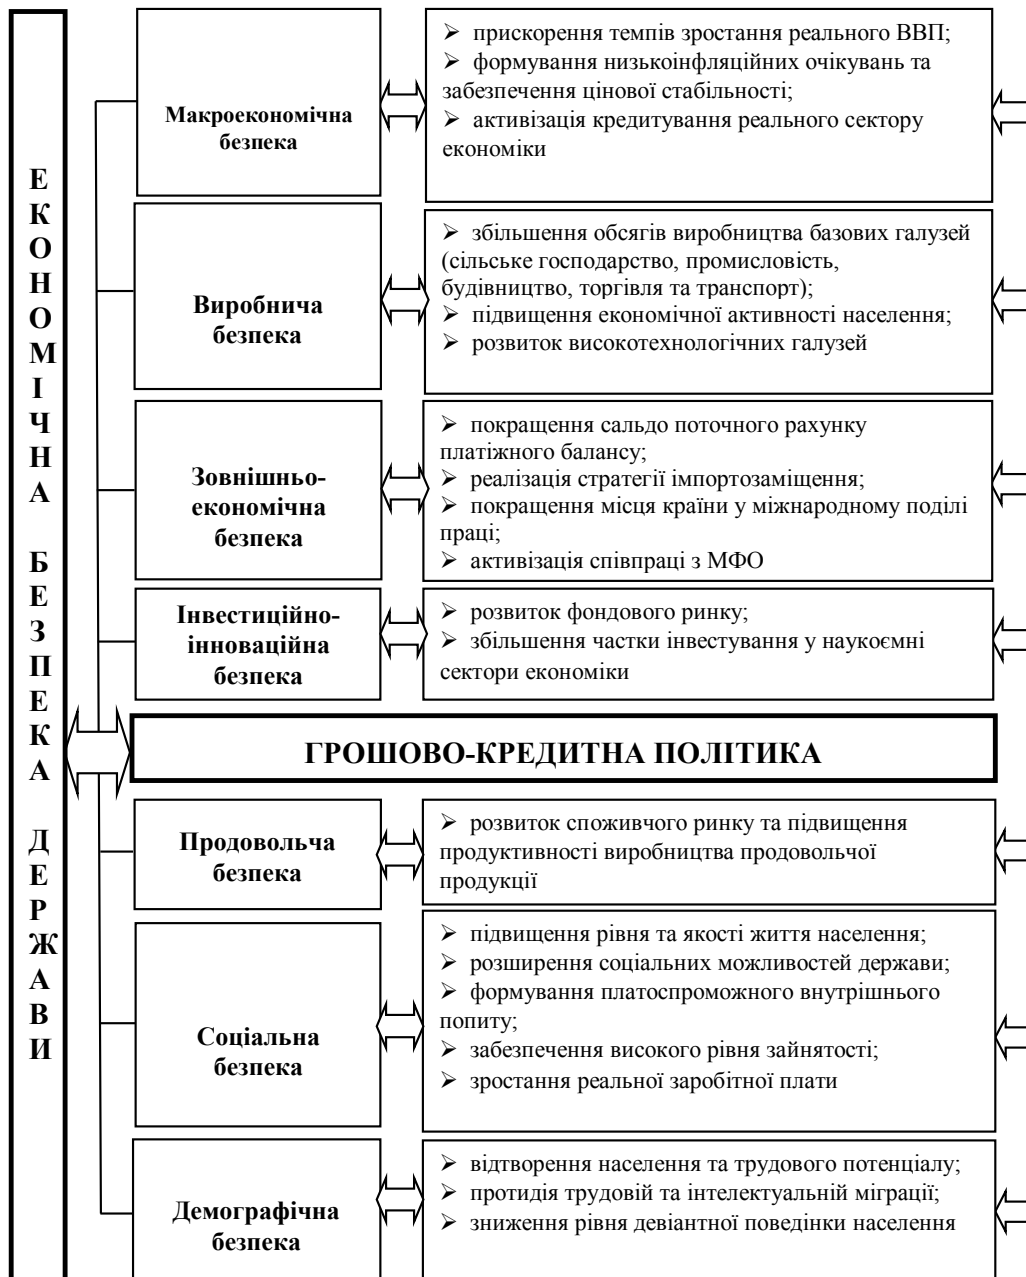 ЕКОНОМІЧНА БЕЗПЕКА ДЕРЖАВИ
Макроекономічна
безпека
➢ прискорення темпів зростання реального ВВП;
➢ формування низькоінфляційних очікувань та
забезпечення цінової стабільності;
➢ активізація кредитування реального сектору
економіки
Виробнича
безпека
➢ збільшення обсягів виробництва базових галузей
(сільське господарство, промисловість,
будівництво, торгівля та транспорт);
➢ підвищення економічної активності населення;
➢ розвиток високотехнологічних галузей
Зовнішньо-
економічна
безпека
➢ покращення сальдо поточного рахунку
платіжного балансу;
➢ реалізація стратегії імпортозаміщення;
➢ покращення місця країни у міжнародному поділі
праці;
➢ активізація співпраці з МФО
Інвестиційно-
інноваційна
безпека
➢ розвиток фондового ринку;
➢ збільшення частки інвестування у наукоємні
сектори економіки
ГРОШОВО-КРЕДИТНА ПОЛІТИКА
Продовольча
безпека
➢ розвиток споживчого ринку та підвищення
продуктивності виробництва продовольчої
продукції
Соціальна
безпека
➢ підвищення рівня та якості життя населення;
➢ розширення соціальних можливостей держави;
➢ формування платоспроможного внутрішнього
попиту;
➢ забезпечення високого рівня зайнятості;
➢ зростання реальної заробітної плати
Демографічна
безпека
➢ відтворення населення та трудового потенціалу;
➢ протидія трудовій та інтелектуальній міграції;
➢ зниження рівня девіантної поведінки населення